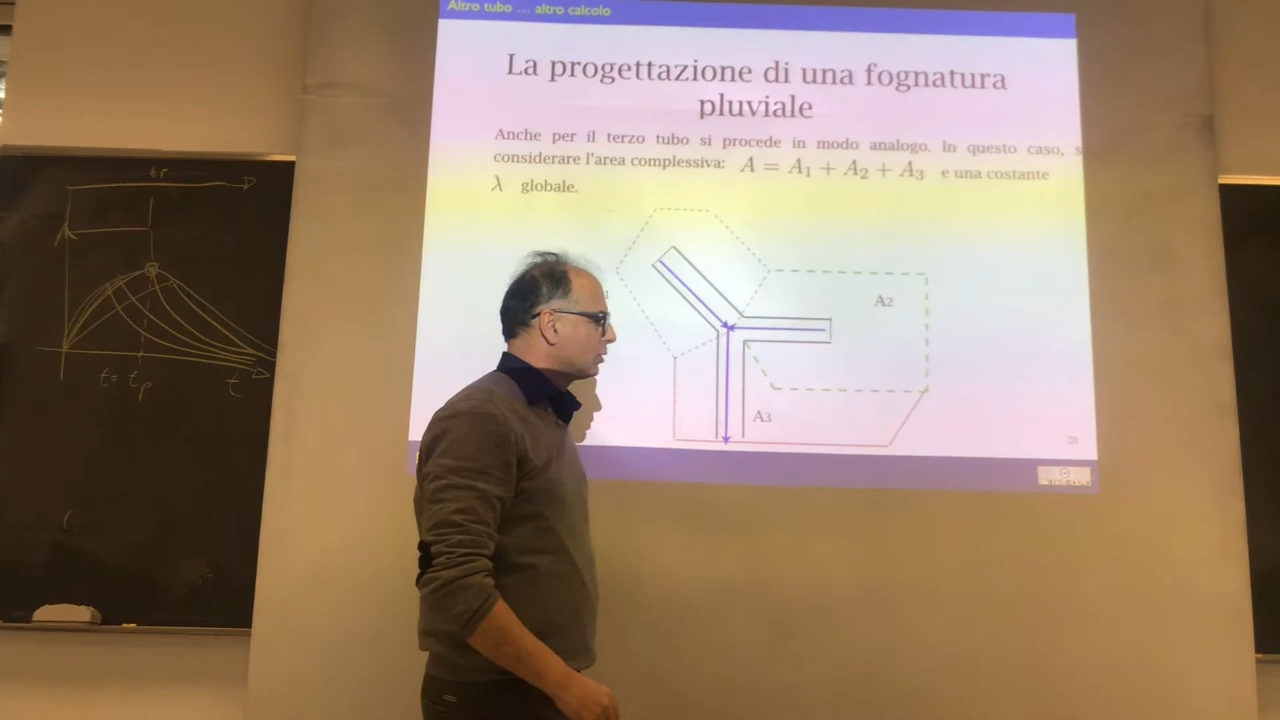 Altro tubo ... altro calcolo
La progettazione di una fognatura
pluviale
Anche per il terzo tubo si procede in modo analogo. In questo caso, s
considerare l'area complessiva: A = A₁ + A₂ + A₃ e una costante
λ globale.
A2
A3
39
t = tp
t